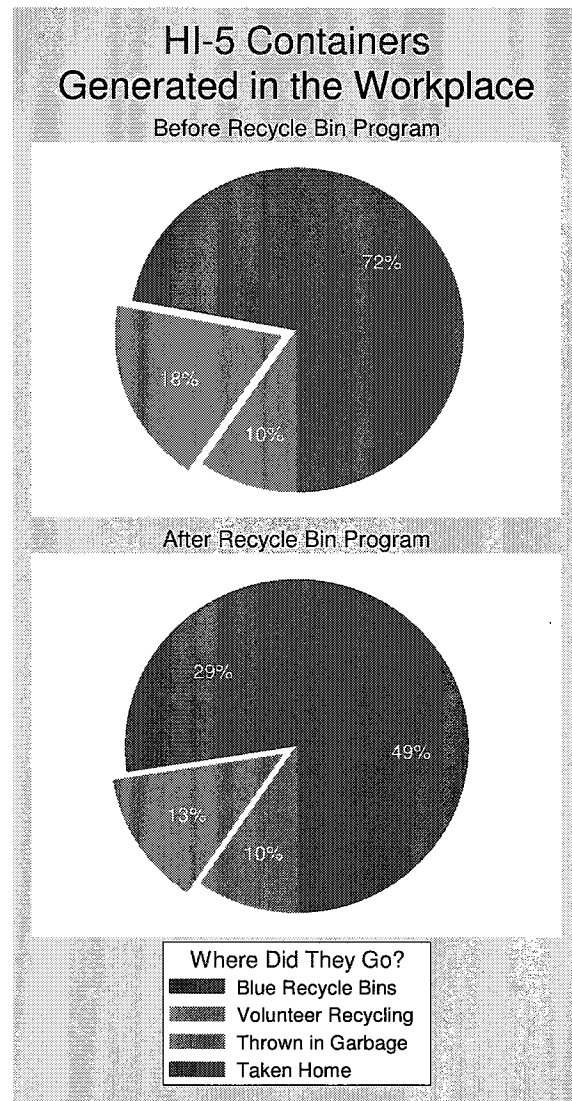 HI-5 Containers
Generated in the Workplace
Before Recycle Bin Program
72%
18%
10%
After Recycle Bin Program
29%
49%
13%
10%
Where Did They Go?
Blue Recycle Bins
Volunteer Recycling
Thrown in Garbage
Taken Home